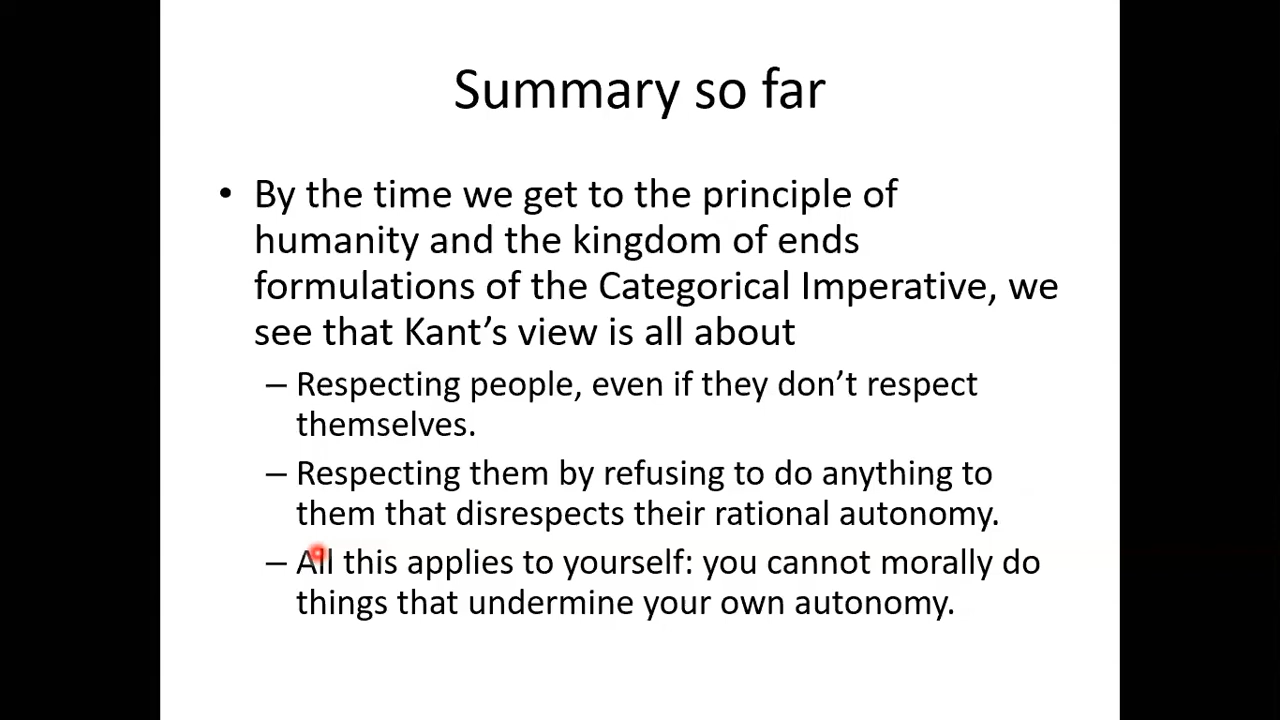 Summary so far
• By the time we get to the principle of
humanity and the kingdom of ends
formulations of the Categorical Imperative, we
see that Kant’s view is all about
– Respecting people, even if they don’t respect
themselves.
– Respecting them by refusing to do anything to
them that disrespects their rational autonomy.
– All this applies to yourself: you cannot morally do
things that undermine your own autonomy.